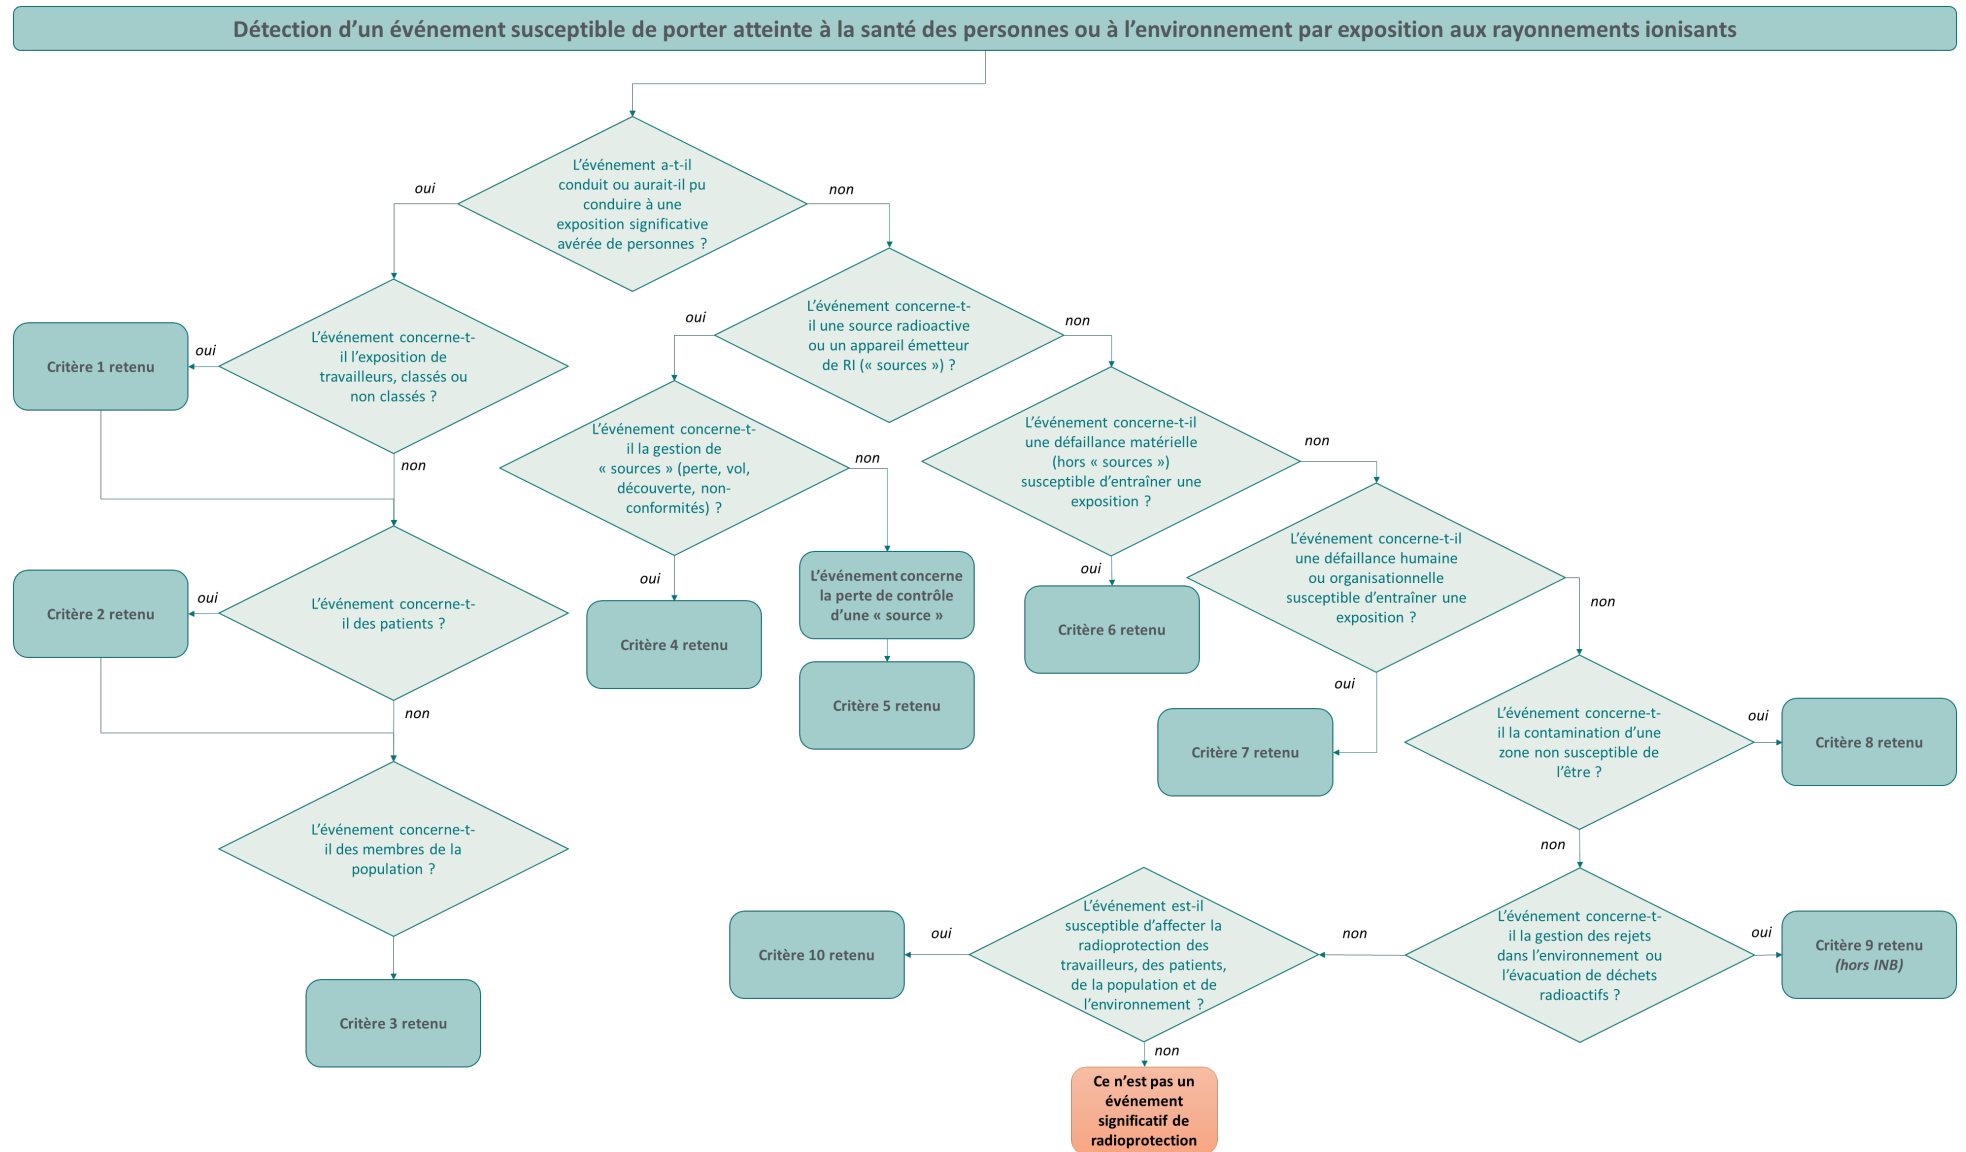 Détection d’un événement susceptible de porter atteinte à la santé des personnes ou à l’environnement par exposition aux rayonnements ionisants
L’événement a-t-il
conduit ou aurait-il pu
conduire à une
exposition significative
avérée de personnes ?
oui
non
L’événement concerne-t-
il l’exposition de
travailleurs, classés ou
non classés ?
oui
Critère 1 retenu
non
L’événement concerne-t-
il des patients ?
oui
Critère 2 retenu
non
L’événement concerne-t-
il des membres de la
population ?
Critère 3 retenu
L’événement concerne-t-
il une source radioactive
ou un appareil émetteur
de RI (« sources ») ?
oui
non
L’événement concerne-t-
il la gestion de
« sources » (perte, vol,
découverte, non-
conformités) ?
oui
Critère 4 retenu
non
L’événement concerne
la perte de contrôle
d’une « source »
Critère 5 retenu
L’événement concerne-t-il
une défaillance matérielle
(hors « sources »)
susceptible d’entraîner une
exposition ?
oui
Critère 6 retenu
non
L’événement concerne-t-il
une défaillance humaine
ou organisationnelle
susceptible d’entraîner une
exposition ?
oui
Critère 7 retenu
non
L’événement concerne-t-
il la contamination d’une
zone non susceptible de
l’être ?
oui
Critère 8 retenu
non
L’événement concerne-t-
il la gestion des rejets
dans l’environnement ou
l’évacuation de déchets
radioactifs ?
oui
Critère 9 retenu
(hors INB)
non
L’événement est-il
susceptible d’affecter la
radioprotection des
travailleurs, des patients,
de la population et de
l’environnement ?
oui
Critère 10 retenu
non
Ce n’est pas un
événement
significatif de
radioprotection